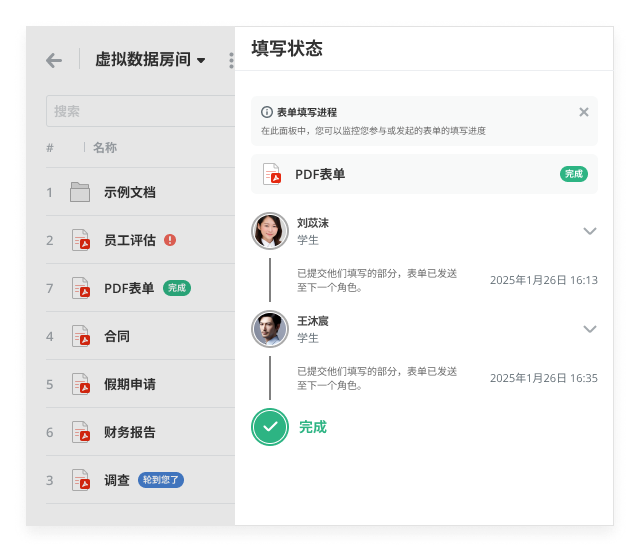 虚拟数据房间
搜索
# 名称
1 示例文档
2 员工评估
7 PDF表单 完成
4 合同
5 假期申请
6 财务报告
3 调查 轮到您了
填写状态
表单填写进程
在此面板中，您可以监控您参与或发起的表单的填写进度
PDF表单 完成
刘苡沫
学生
已提交他们填写的部分，表单已发送
至下一个角色。
2025年1月26日 16:13
王沐宸
学生
已提交他们填写的部分，表单已发送
至下一个角色。
2025年1月26日 16:35
完成